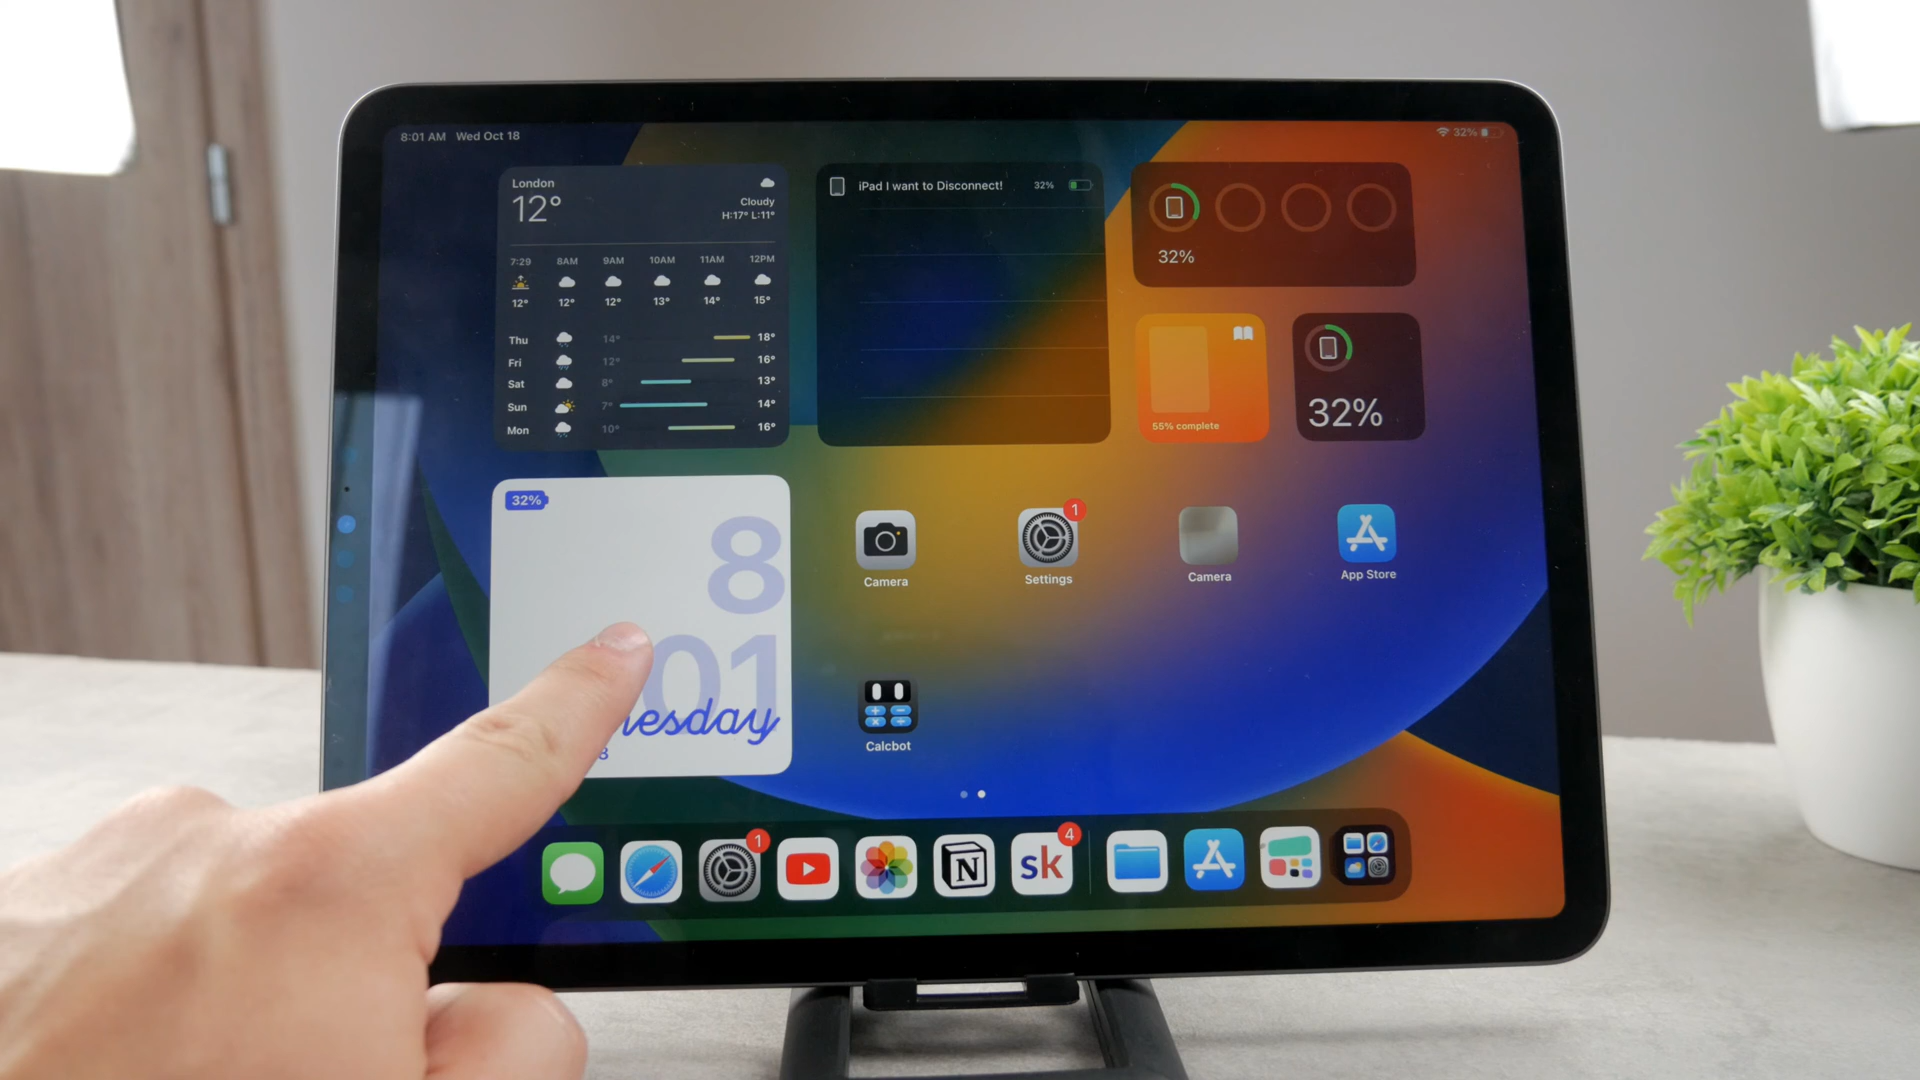 8:01 AM Wed Oct 18
32%
London
12°
Cloudy
H:17° L:11°
7:29 8AM 9AM 10AM 11AM 12PM
12° 12° 12° 13° 14° 15°
Thu 14° 18°
Fri 12° 16°
Sat 8° 13°
Sun 7° 14°
Mon 10° 16°
iPad I want to Disconnect! 32%
32%
55% complete
32%
32%
8
01
esday
8
Camera
Settings
1
Camera
App Store
Calcbot
1
N
sk
4